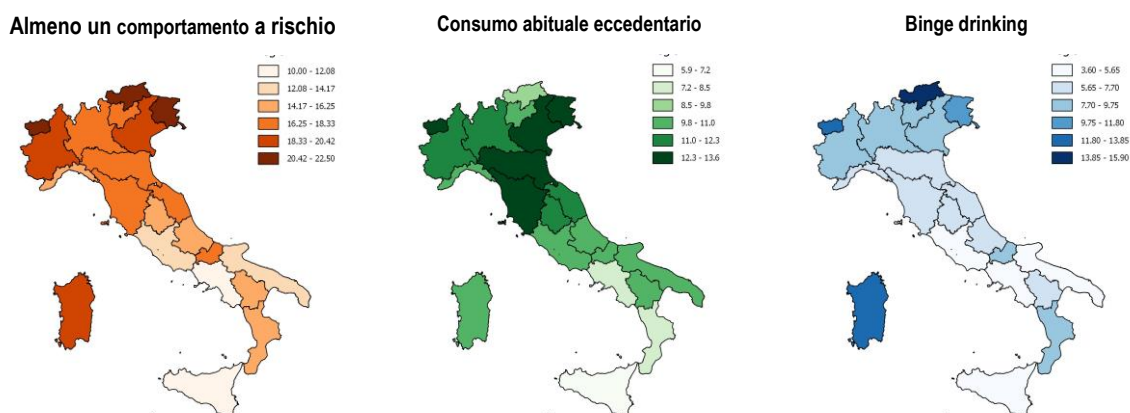 Almeno un comportamento a rischio
10.00 - 12.08
12.08 - 14.17
14.17 - 16.25
16.25 - 18.33
18.33 - 20.42
20.42 - 22.50
Consumo abituale eccedentario
5.9 - 7.2
7.2 - 8.5
8.5 - 9.8
9.8 - 11.0
11.0 - 12.3
12.3 - 13.6
Binge drinking
3.60 - 5.65
5.65 - 7.70
7.70 - 9.75
9.75 - 11.80
11.80 - 13.85
13.85 - 15.90